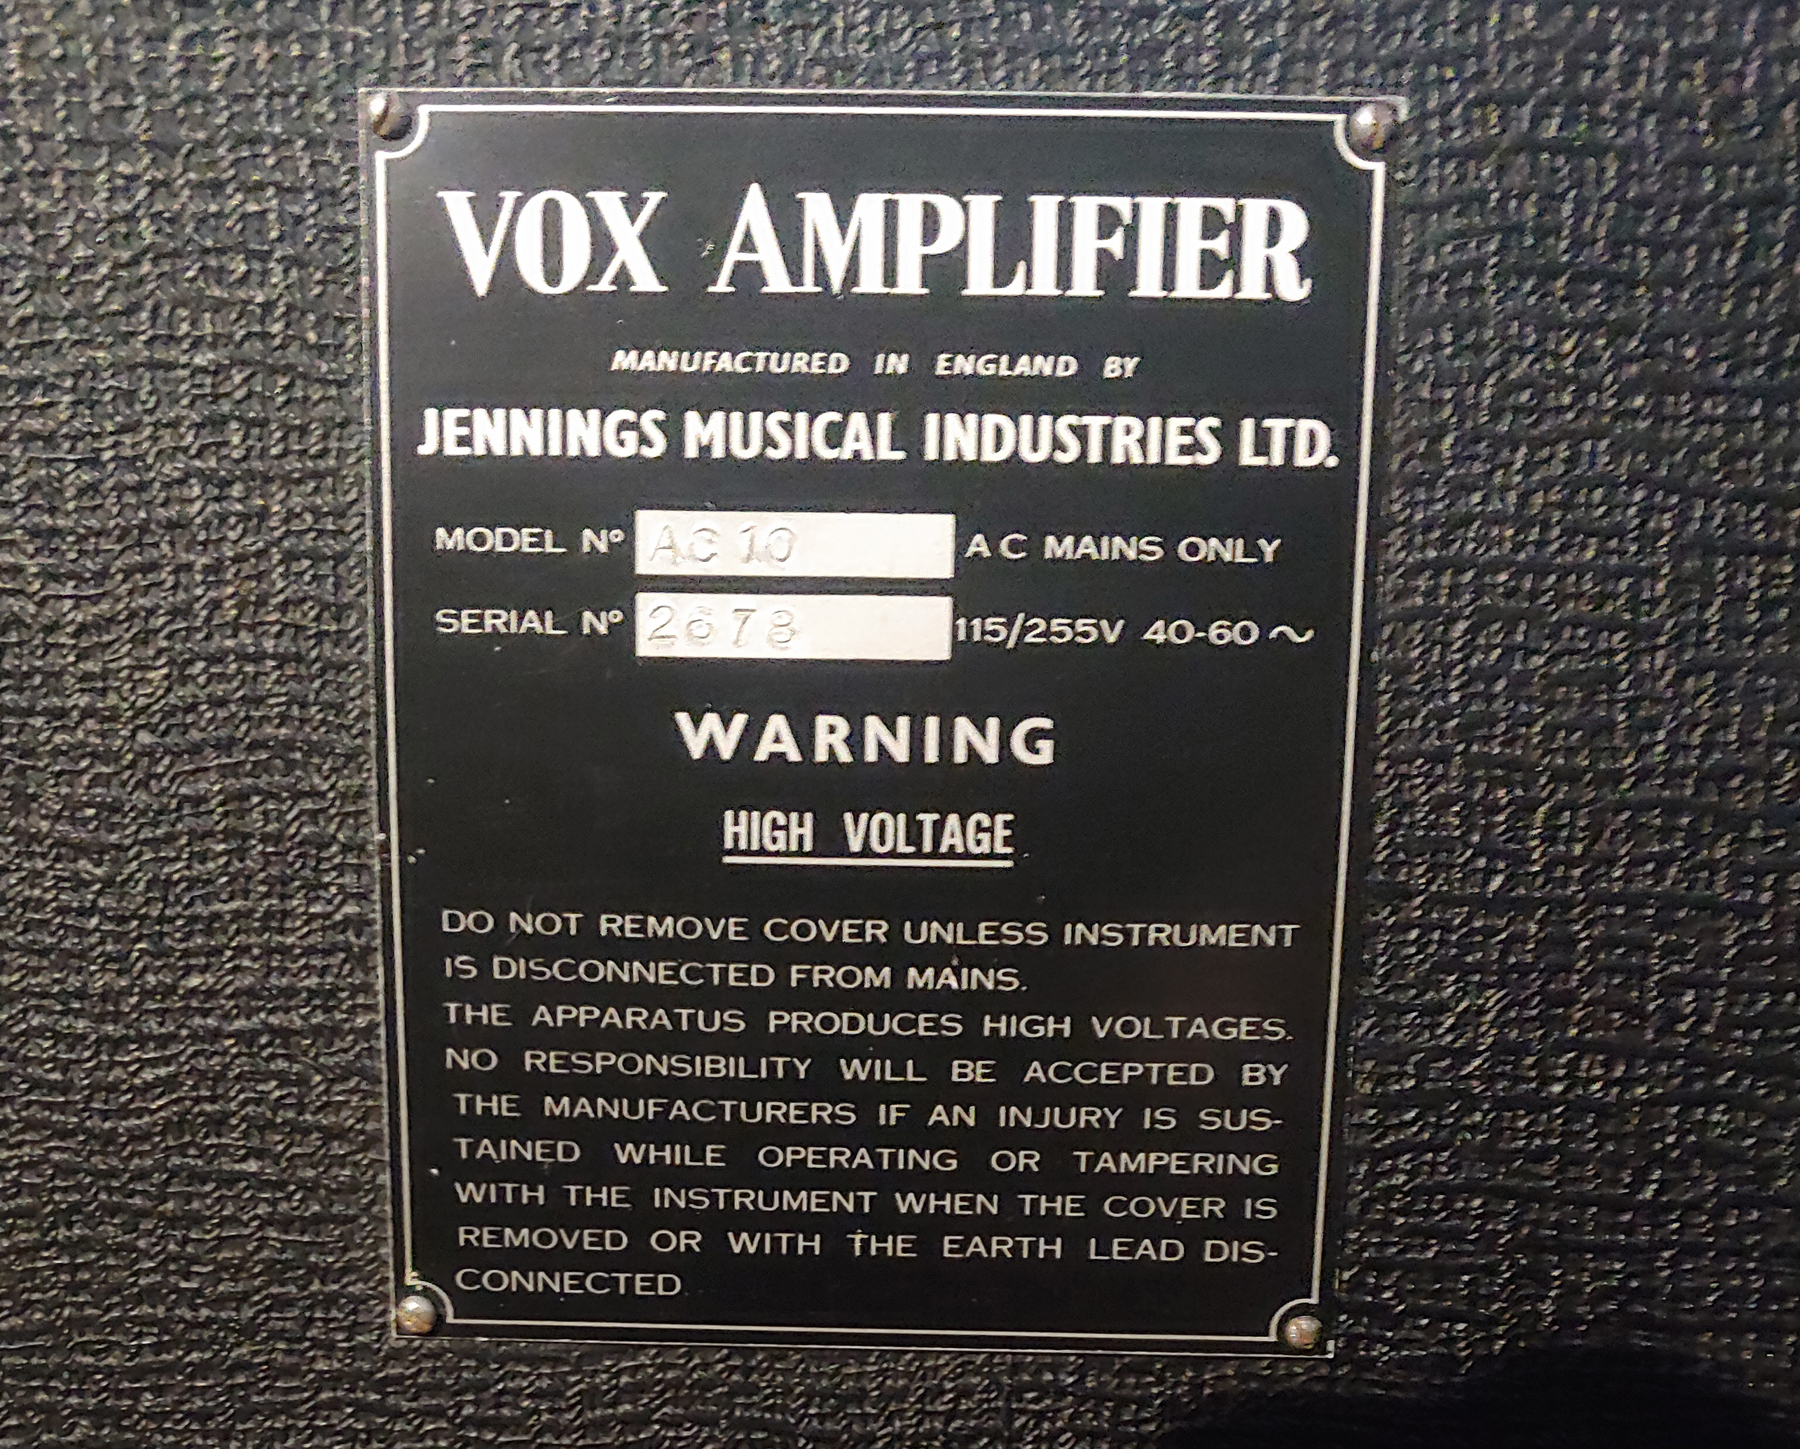 VOX AMPLIFIER
MANUFACTURED IN ENGLAND BY
JENNINGS MUSICAL INDUSTRIES LTD.
MODEL Nº AC 10 AC MAINS ONLY
SERIAL Nº 2678 115/255V 40-60 ~
WARNING
HIGH VOLTAGE
DO NOT REMOVE COVER UNLESS INSTRUMENT
IS DISCONNECTED FROM MAINS.
THE APPARATUS PRODUCES HIGH VOLTAGES.
NO RESPONSIBILITY WILL BE ACCEPTED BY
THE MANUFACTURERS IF AN INJURY IS SUS-
TAINED WHILE OPERATING OR TAMPERING
WITH THE INSTRUMENT WHEN THE COVER IS
REMOVED OR WITH THE EARTH LEAD DIS-
CONNECTED